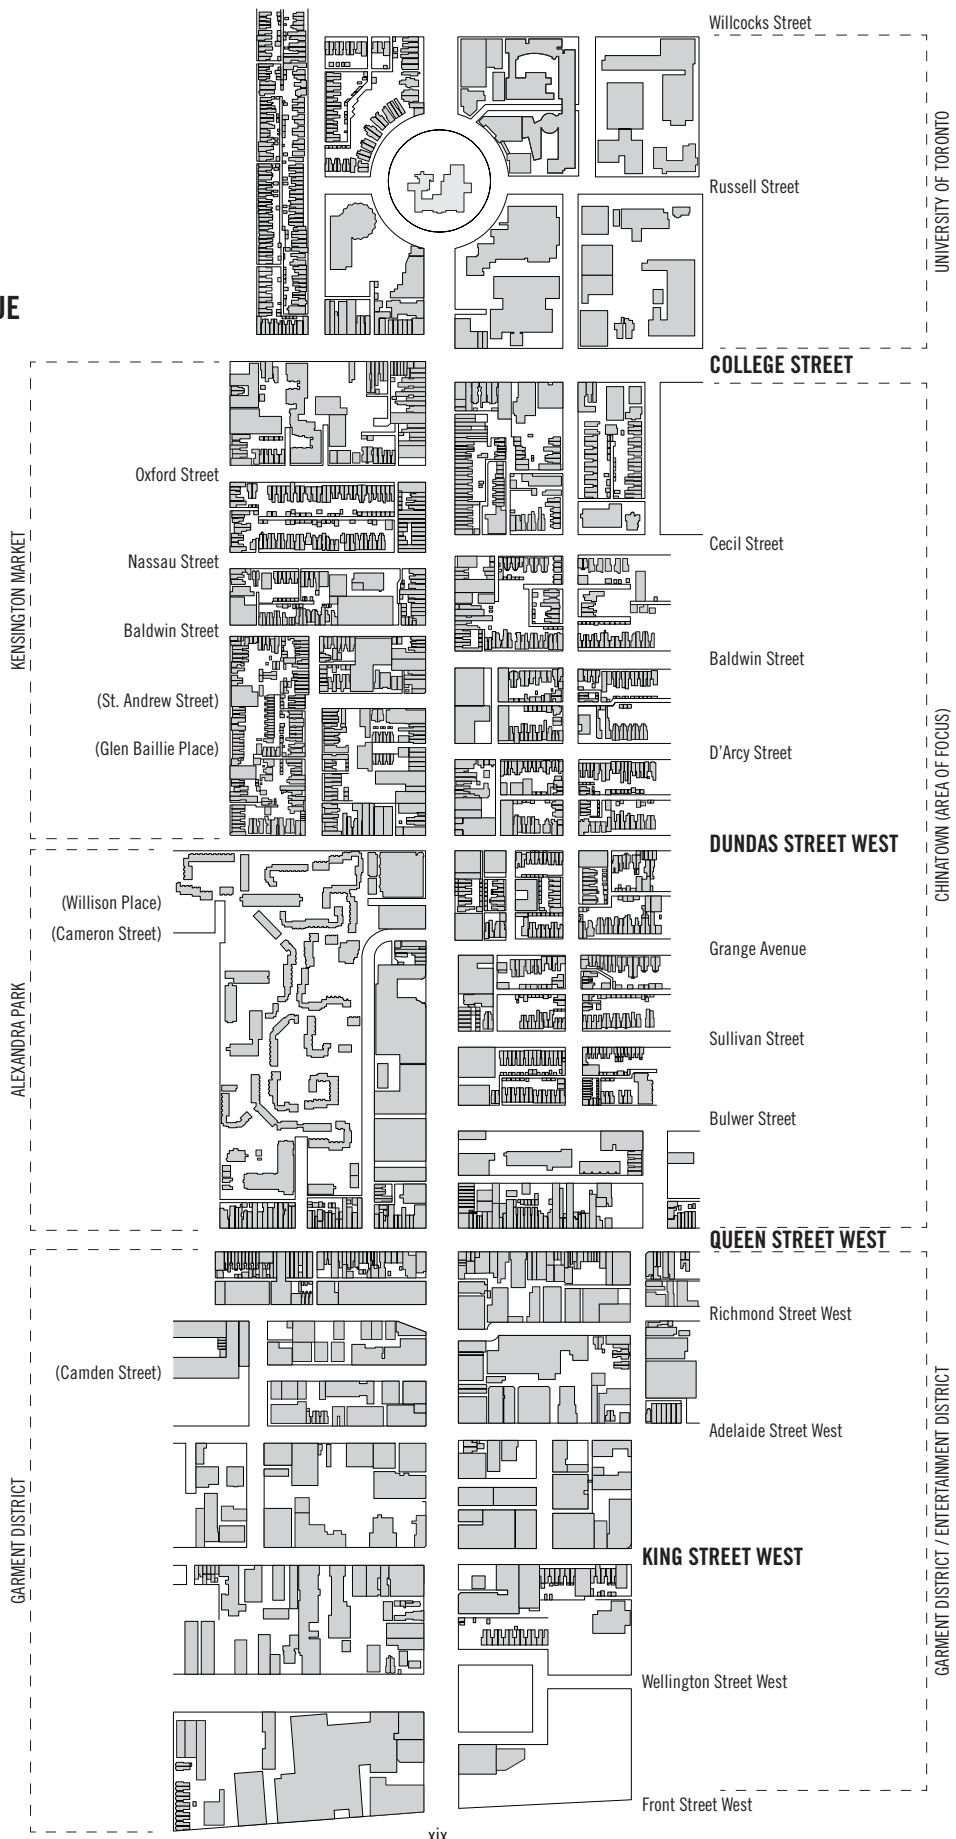 Willcocks Street
UNIVERSITY OF TORONTO
Russell Street
UE
COLLEGE STREET
Oxford Street
KENSINGTON MARKET
Cecil Street
Nassau Street
Baldwin Street
Baldwin Street
(St. Andrew Street)
(Glen Baillie Place)
D'Arcy Street
CHINATOWN (AREA OF FOCUS)
DUNDAS STREET WEST
(Willison Place)
(Cameron Street)
Grange Avenue
ALEXANDRA PARK
Sullivan Street
Bulwer Street
QUEEN STREET WEST
Richmond Street West
(Camden Street)
Adelaide Street West
GARMENT DISTRICT
GARMENT DISTRICT / ENTERTAINMENT DISTRICT
KING STREET WEST
Wellington Street West
Front Street West
xix